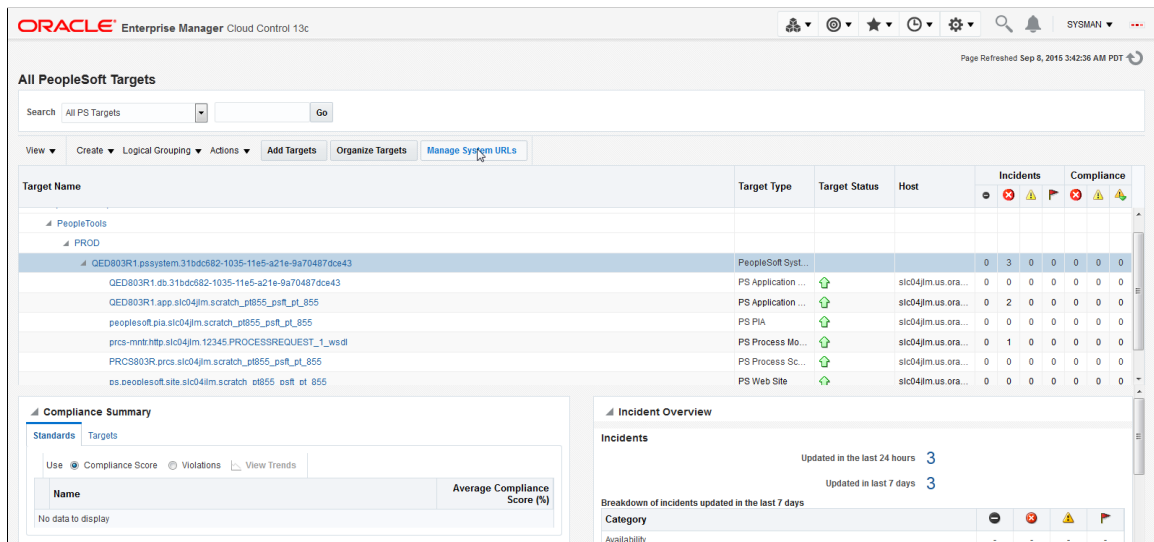 ORACLE Enterprise Manager Cloud Control 13c SYSMAN
Page Refreshed Sep 8, 2015 3:42:36 AM PDT
All PeopleSoft Targets
Search All PS Targets Go
View Create Logical Grouping Actions Add Targets Organize Targets Manage System URLs
Target Name Target Type Target Status Host Incidents Compliance
PeopleTools
PROD
QED803R1.pssystem.31bdc682-1035-11e5-a21e-9a70487dce43 PeopleSoft Syst... 0 3 0 0 0 0 0
QED803R1.db.31bdc682-1035-11e5-a21e-9a70487dce43 PS Application ... slc04jlm.us.ora... 0 0 0 0 0 0 0
QED803R1.app.slc04jlm.scratch_pt855_psft_pt_855 PS Application ... slc04jlm.us.ora... 0 2 0 0 0 0 0
peoplesoft.pia.slc04jlm.scratch_pt855_psft_pt_855 PS PIA slc04jlm.us.ora... 0 0 0 0 0 0 0
prcs-mntr.http.slc04jlm.12345.PROCESSREQUEST_1_wsdl PS Process Mo... slc04jlm.us.ora... 0 1 0 0 0 0 0
PRCS803R.prcs.slc04jlm.scratch_pt855_psft_pt_855 PS Process Sc... slc04jlm.us.ora... 0 0 0 0 0 0 0
ps.peoplesoft.site.slc04jlm.scratch_pt855_psft_pt_855 PS Web Site slc04jlm.us.ora... 0 0 0 0 0 0 0
Compliance Summary
Standards Targets
Use Compliance Score Violations View Trends
Name Average Compliance
Score (%)
No data to display
Incident Overview
Incidents
Updated in the last 24 hours 3
Updated in last 7 days 3
Breakdown of incidents updated in the last 7 days
Category
Availability